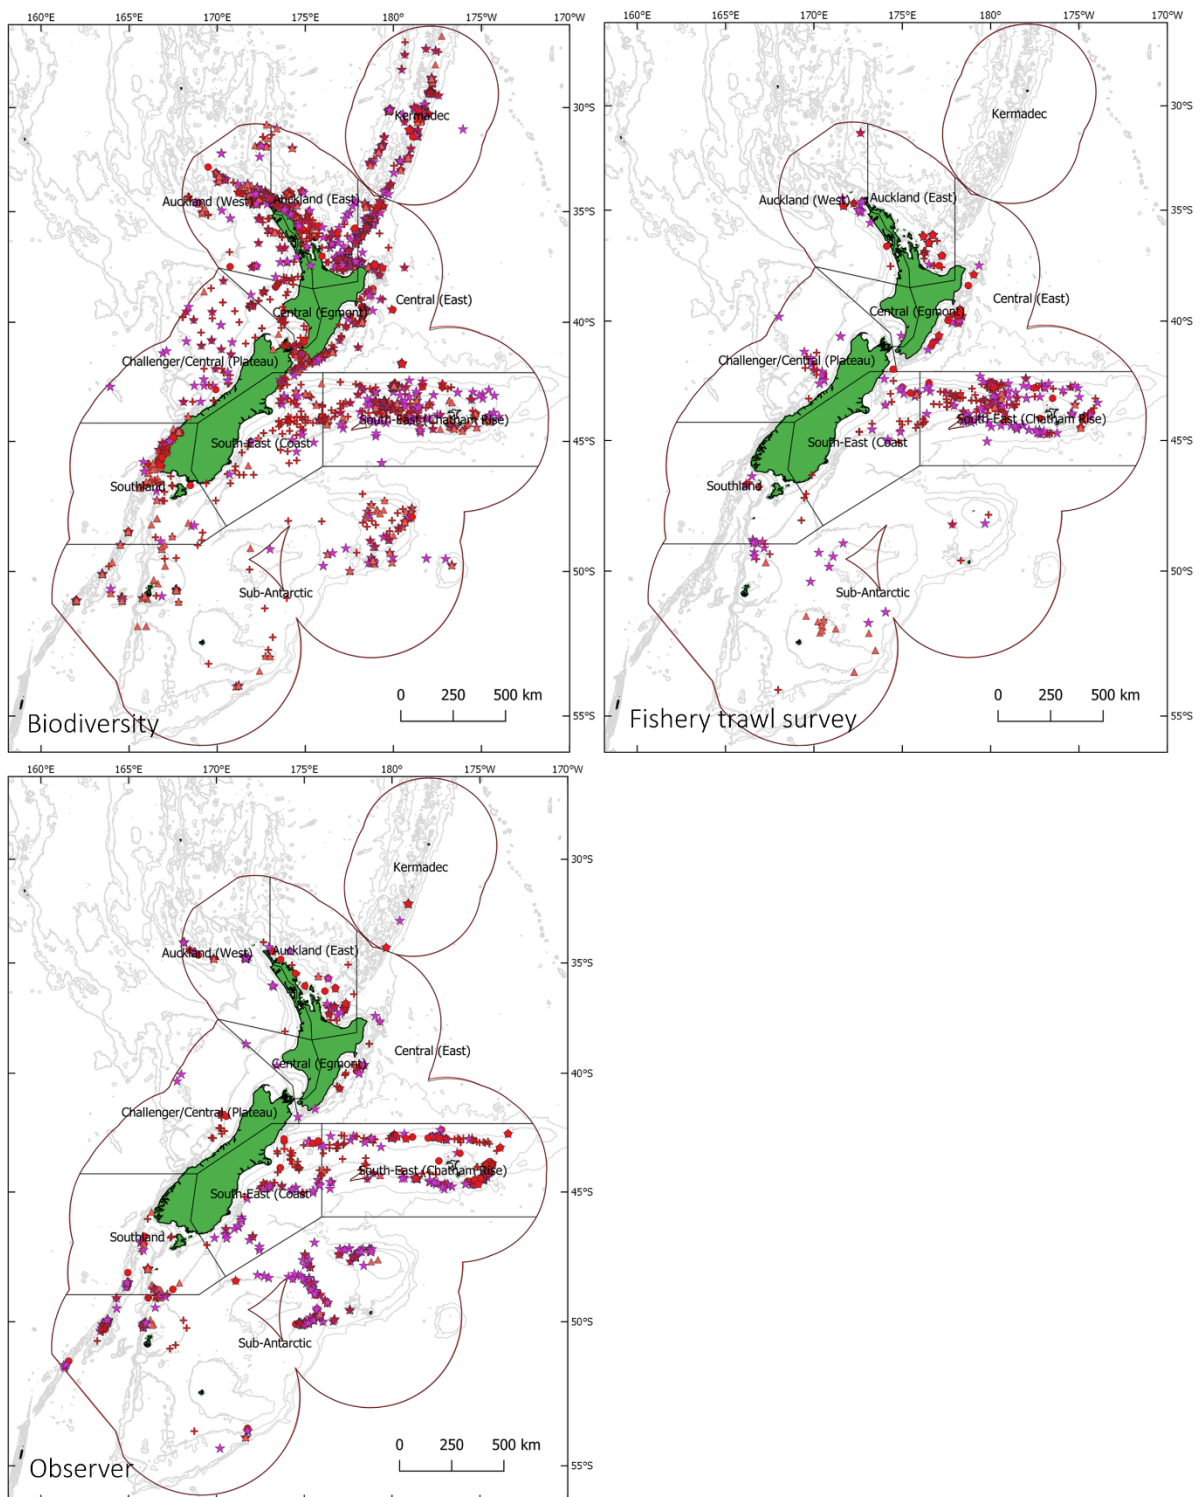 160°E 165°E 170°E 175°E 180°E 175°W 170°W
30°S
35°S
40°S
45°S
50°S
55°S
Kermadec
Auckland (West) Auckland (East)
Central (East)
Central (Egmont)
Challenger/Central (Plateau)
South-East (Chatham Rise)
South-East (Coast
Southland
Sub-Antarctic
0 250 500 km
Biodiversity
160°E 165°E 170°E 175°E 180°E 175°W 170°W
30°S
35°S
40°S
45°S
50°S
55°S
Kermadec
Auckland (West) Auckland (East)
Central (East)
Central (Egmont)
Challenger/Central (Plateau)
South-East (Chatham Rise)
South-East (Coast
Southland
Sub-Antarctic
0 250 500 km
Fishery trawl survey
160°E 165°E 170°E 175°E 180°E 175°W 170°W
30°S
35°S
40°S
45°S
50°S
55°S
Kermadec
Auckland (West) Auckland (East)
Central (East)
Central (Egmont)
Challenger/Central (Plateau)
South-East (Chatham Rise)
South-East (Coast
Southland
Sub-Antarctic
0 250 500 km
Observer